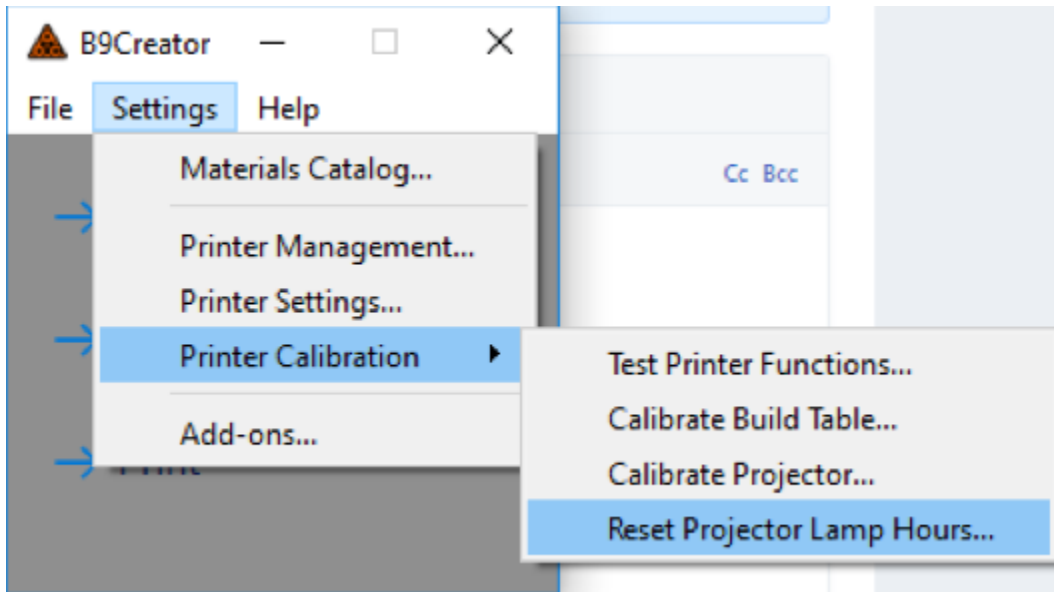 B9Creator
File Settings Help
Materials Catalog...
Cc Bcc
Printer Management...
Printer Settings...
Printer Calibration
Test Printer Functions...
Calibrate Build Table...
Add-ons...
Calibrate Projector...
Reset Projector Lamp Hours...